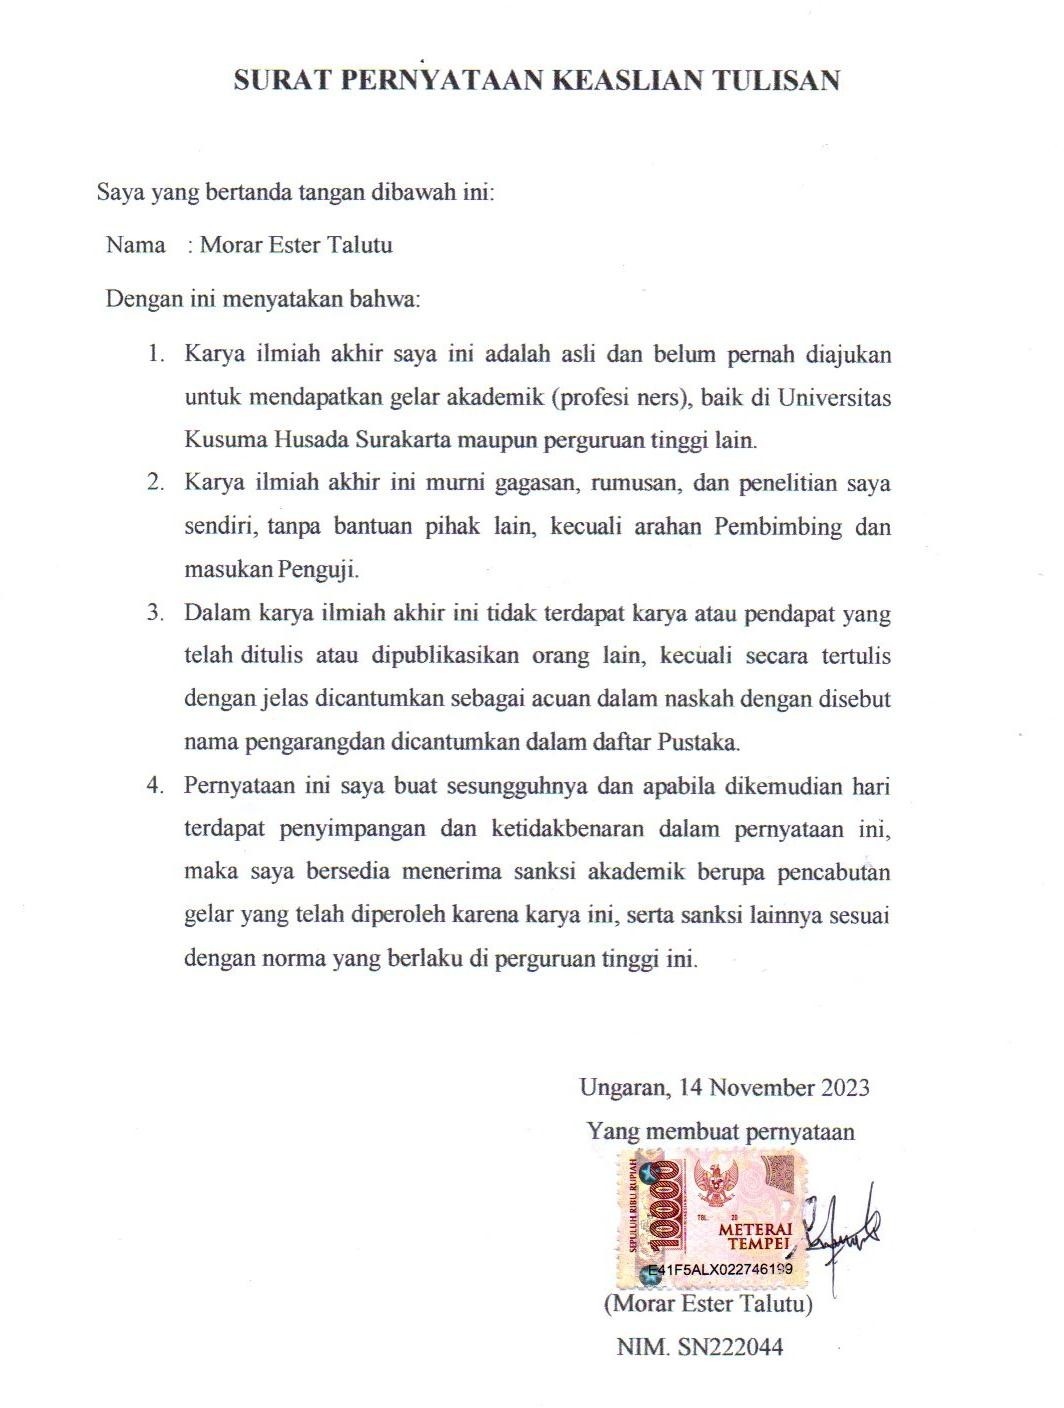 SURAT PERNYATAAN KEASLIAN TULISAN
Saya yang bertanda tangan dibawah ini:
Nama : Morar Ester Talutu
Dengan ini menyatakan bahwa:
1. Karya ilmiah akhir saya ini adalah asli dan belum pernah diajukan
untuk mendapatkan gelar akademik (profesi ners), baik di Universitas
Kusuma Husada Surakarta maupun perguruan tinggi lain.
2. Karya ilmiah akhir ini murni gagasan, rumusan, dan penelitian saya
sendiri, tanpa bantuan pihak lain, kecuali arahan Pembimbing dan
masukan Penguji.
3. Dalam karya ilmiah akhir ini tidak terdapat karya atau pendapat yang
telah ditulis atau dipublikasikan orang lain, kecuali secara tertulis
dengan jelas dicantumkan sebagai acuan dalam naskah dengan disebut
nama pengarangdan dicantumkan dalam daftar Pustaka.
4. Pernyataan ini saya buat sesungguhnya dan apabila dikemudian hari
terdapat penyimpangan dan ketidakbenaran dalam pernyataan ini,
maka saya bersedia menerima sanksi akademik berupa pencabutan
gelar yang telah diperoleh karena karya ini, serta sanksi lainnya sesuai
dengan norma yang berlaku di perguruan tinggi ini.
Ungaran, 14 November 2023
Yang membuat pernyataan
SEPULUH RIBU RUPIAH
10000
TBL. 20
METERAI
TEMPEL
E41F5ALX022746199
(Morar Ester Talutu)
NIM. SN222044